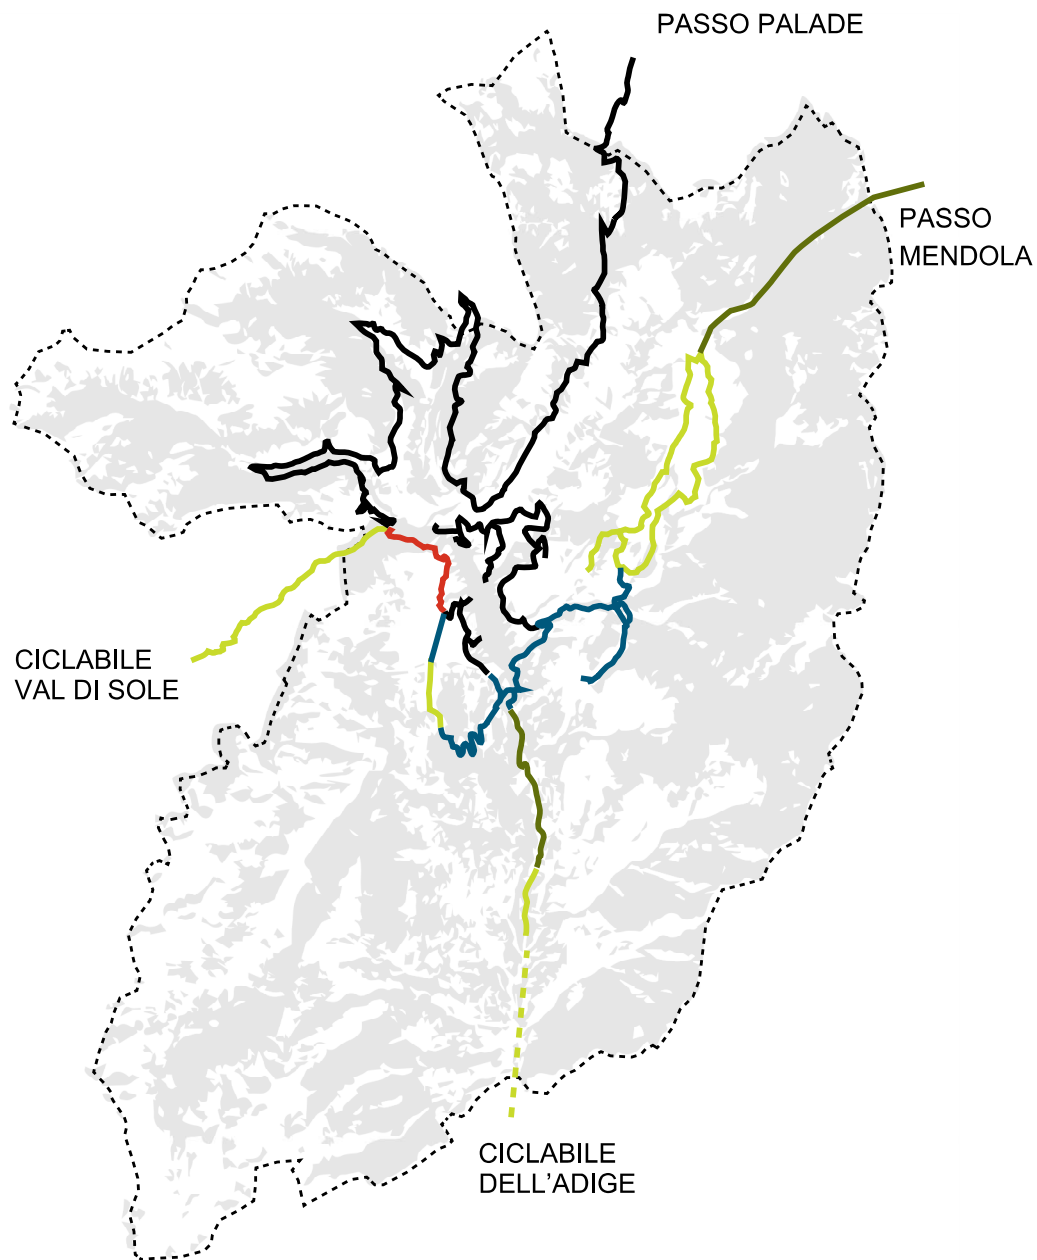 PASSO PALADE
PASSO
MENDOLA
CICLABILE
VAL DI SOLE
CICLABILE
DELL'ADIGE